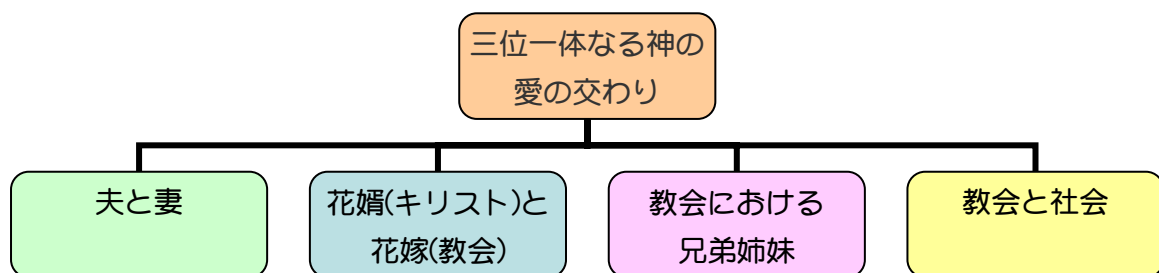 三位一体なる神の
愛の交わり
夫と妻
花婿(キリスト)と
花嫁(教会)
教会における
兄弟姉妹
教会と社会